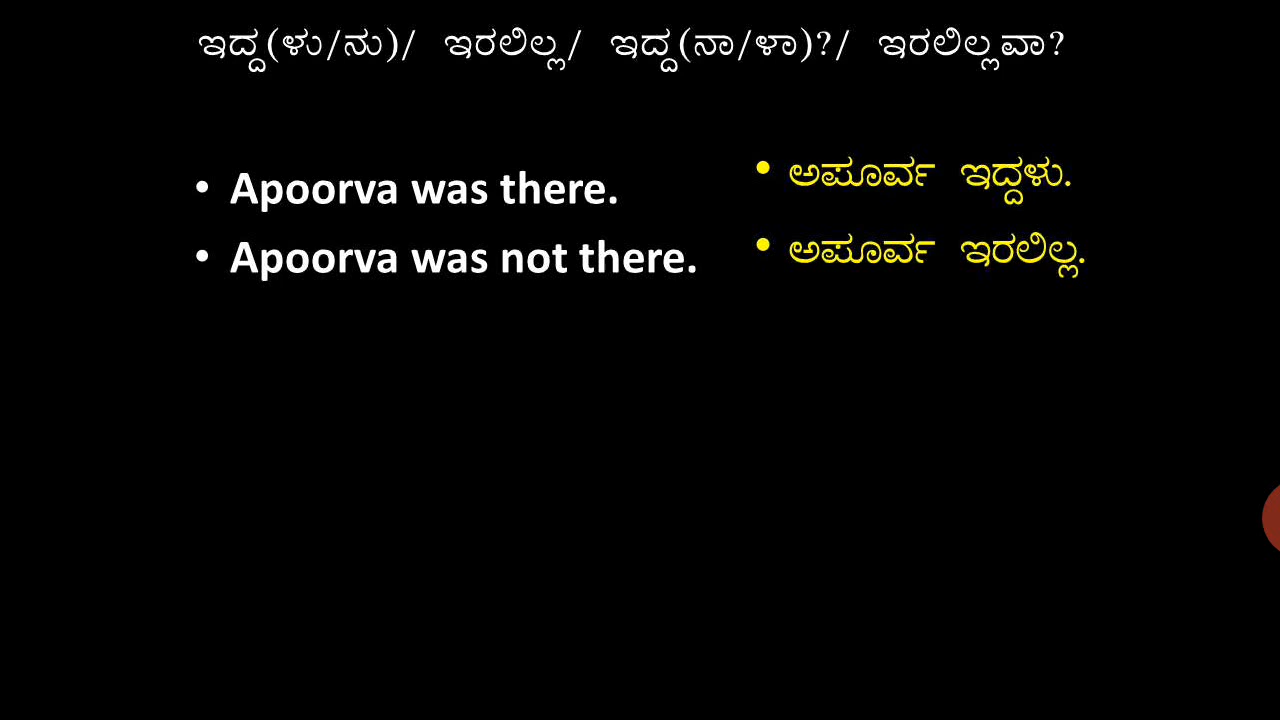 ಇದ್ದ(ಳು/ನು)/ ಇರಲಿಲ್ಲ/ ಇದ್ದ(ನಾ/ಳಾ)?/ ಇರಲಿಲ್ಲವಾ?
• Apoorva was there.
• ಅಪೂರ್ವ ಇದ್ದಳು.
• Apoorva was not there.
• ಅಪೂರ್ವ ಇರಲಿಲ್ಲ.